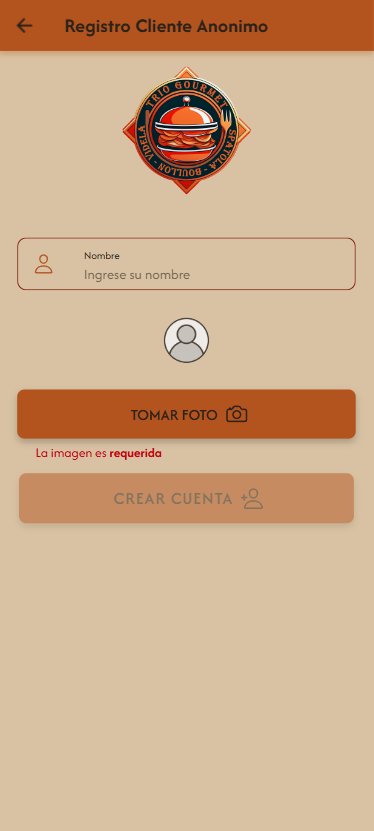 Registro Cliente Anonimo
TRIO GOURMET
SPATOLA - BOULLON - VIDELA
Nombre
Ingrese su nombre
TOMAR FOTO
La imagen es requerida
CREAR CUENTA